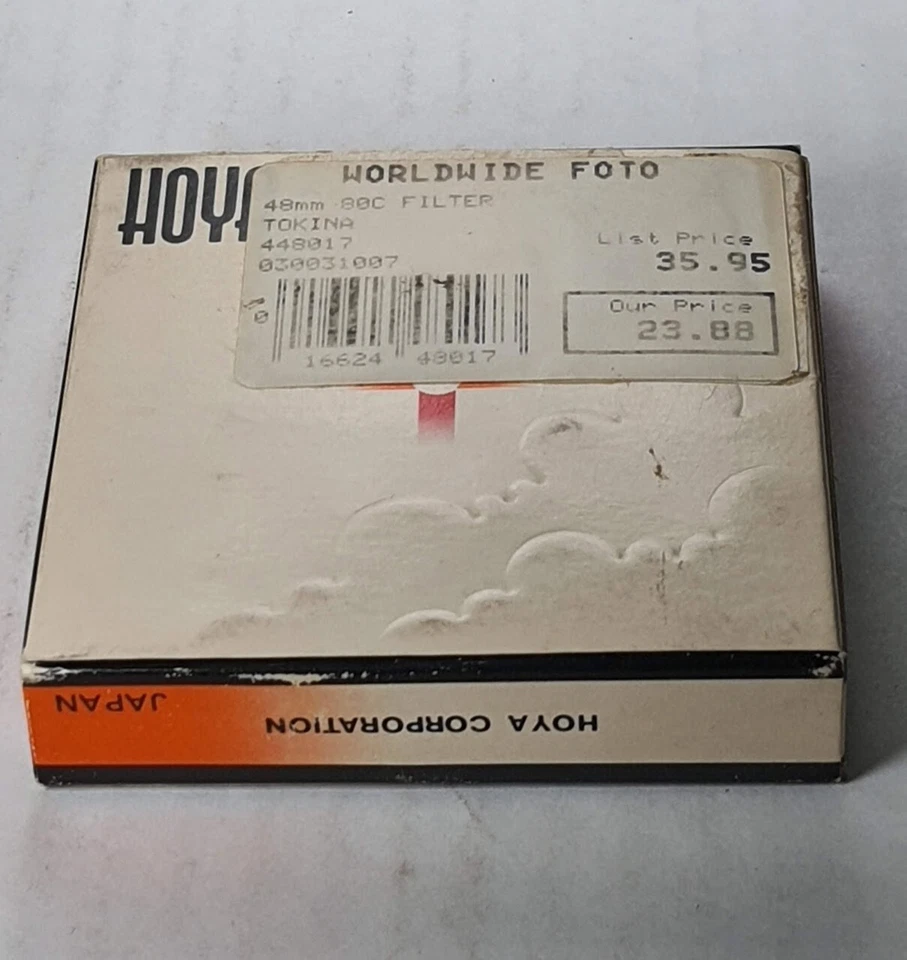 HOYA
WORLDWIDE FOTO
48mm 80C FILTER
TOKINA
448017
030031007
List Price
35.95
Our Price
23.88
0 16624 48017
JAPAN
HOYA CORPORATION